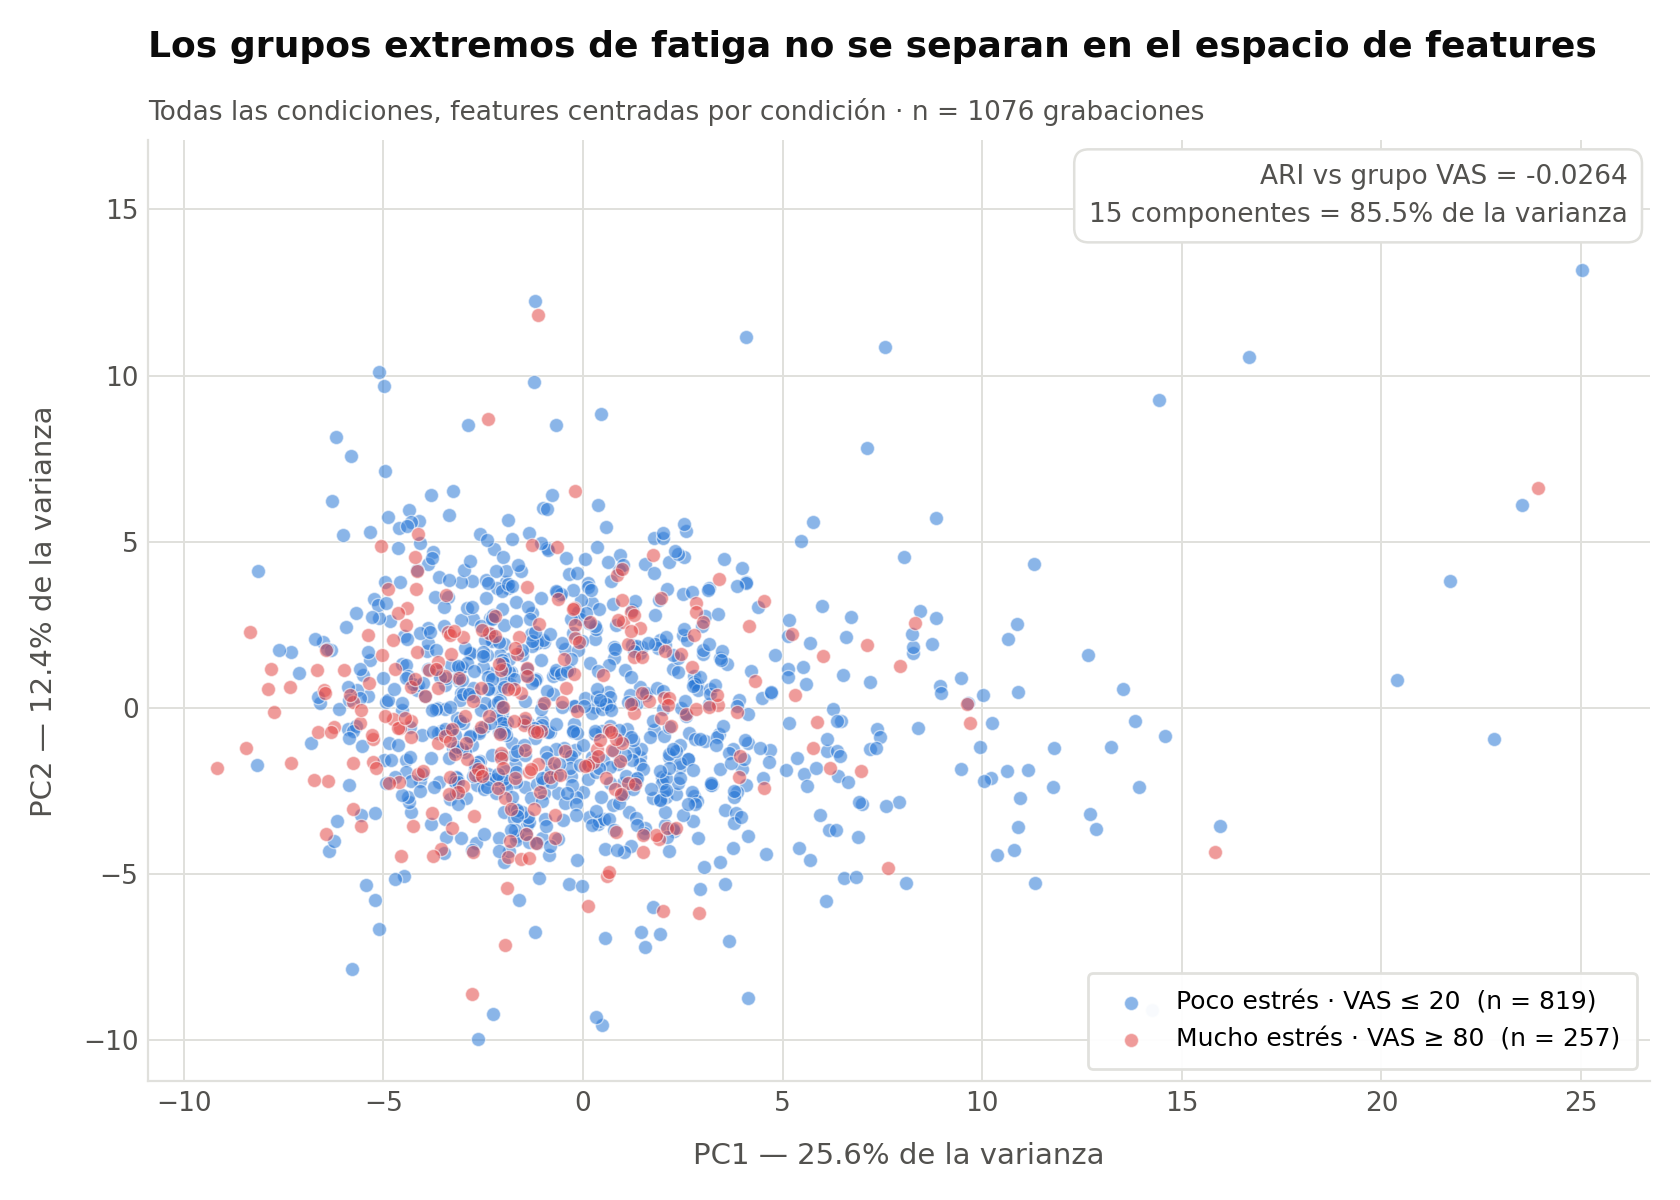 Los grupos extremos de fatiga no se separan en el espacio de features
Todas las condiciones, features centradas por condición · n = 1076 grabaciones
ARI vs grupo VAS = -0.0264
15 componentes = 85.5% de la varianza
15
10
5
0
−5
−10
PC2 — 12.4% de la varianza
Poco estrés · VAS ≤ 20 (n = 819)
Mucho estrés · VAS ≥ 80 (n = 257)
−10
−5
0
5
10
15
20
25
PC1 — 25.6% de la varianza